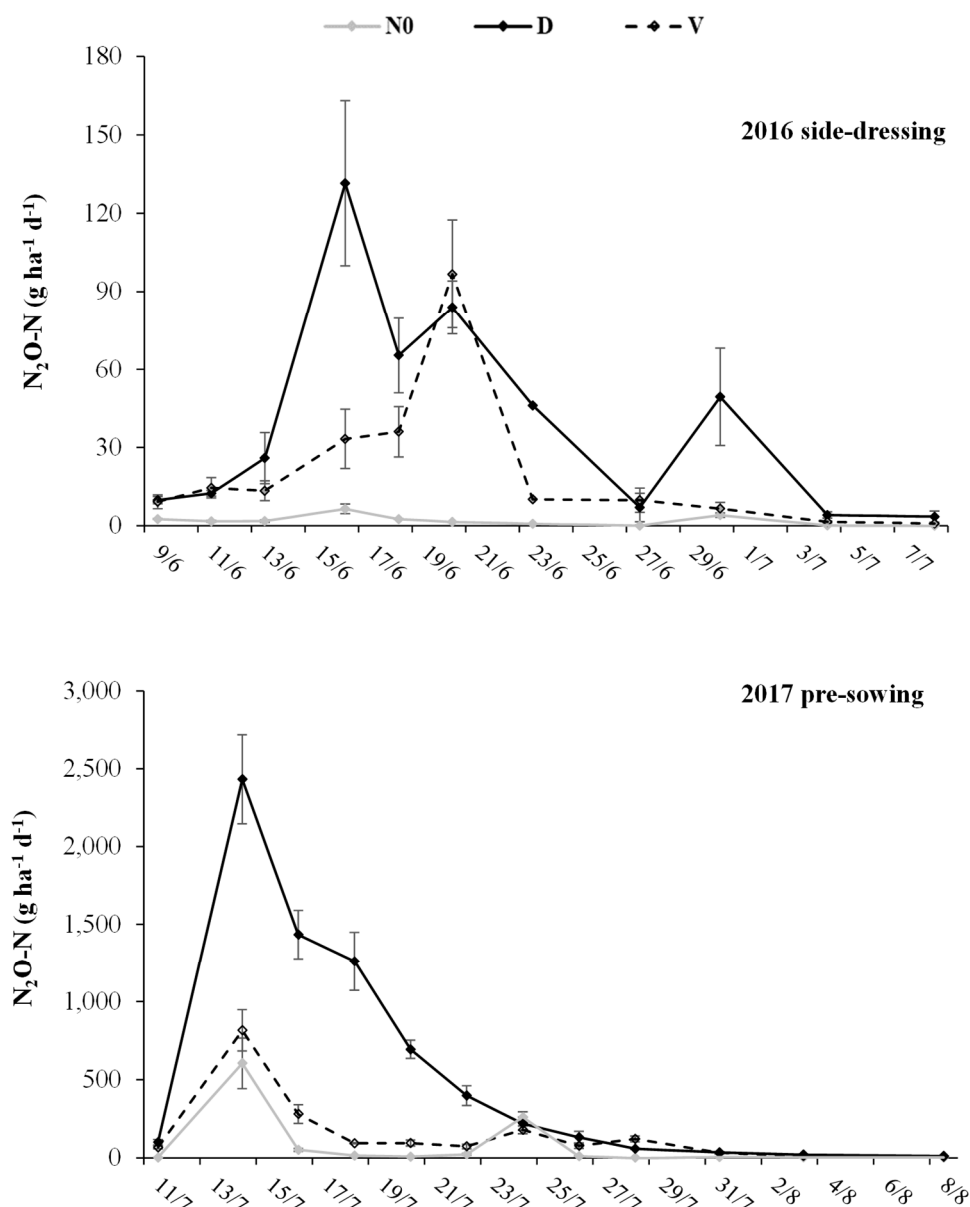 N0 D V
180
150
120
90
60
30
0
N₂O-N (g ha⁻¹ d⁻¹)
2016 side-dressing
9/6 11/6 13/6 15/6 17/6 19/6 21/6 23/6 25/6 27/6 29/6 1/7 3/7 5/7 7/7
3,000
2,500
2,000
1,500
1,000
500
0
N₂O-N (g ha⁻¹ d⁻¹)
2017 pre-sowing
11/7 13/7 15/7 17/7 19/7 21/7 23/7 25/7 27/7 29/7 31/7 2/8 4/8 6/8 8/8